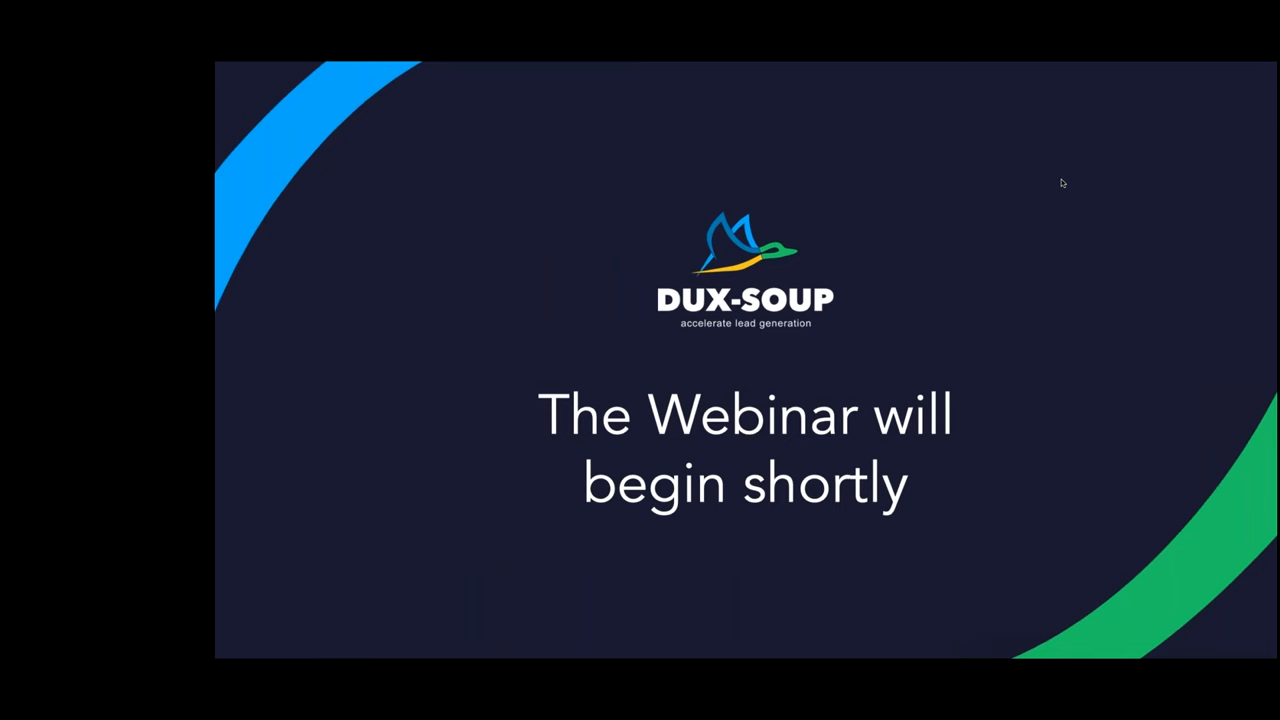 DUX-SOUP
accelerate lead generation
The Webinar will
begin shortly